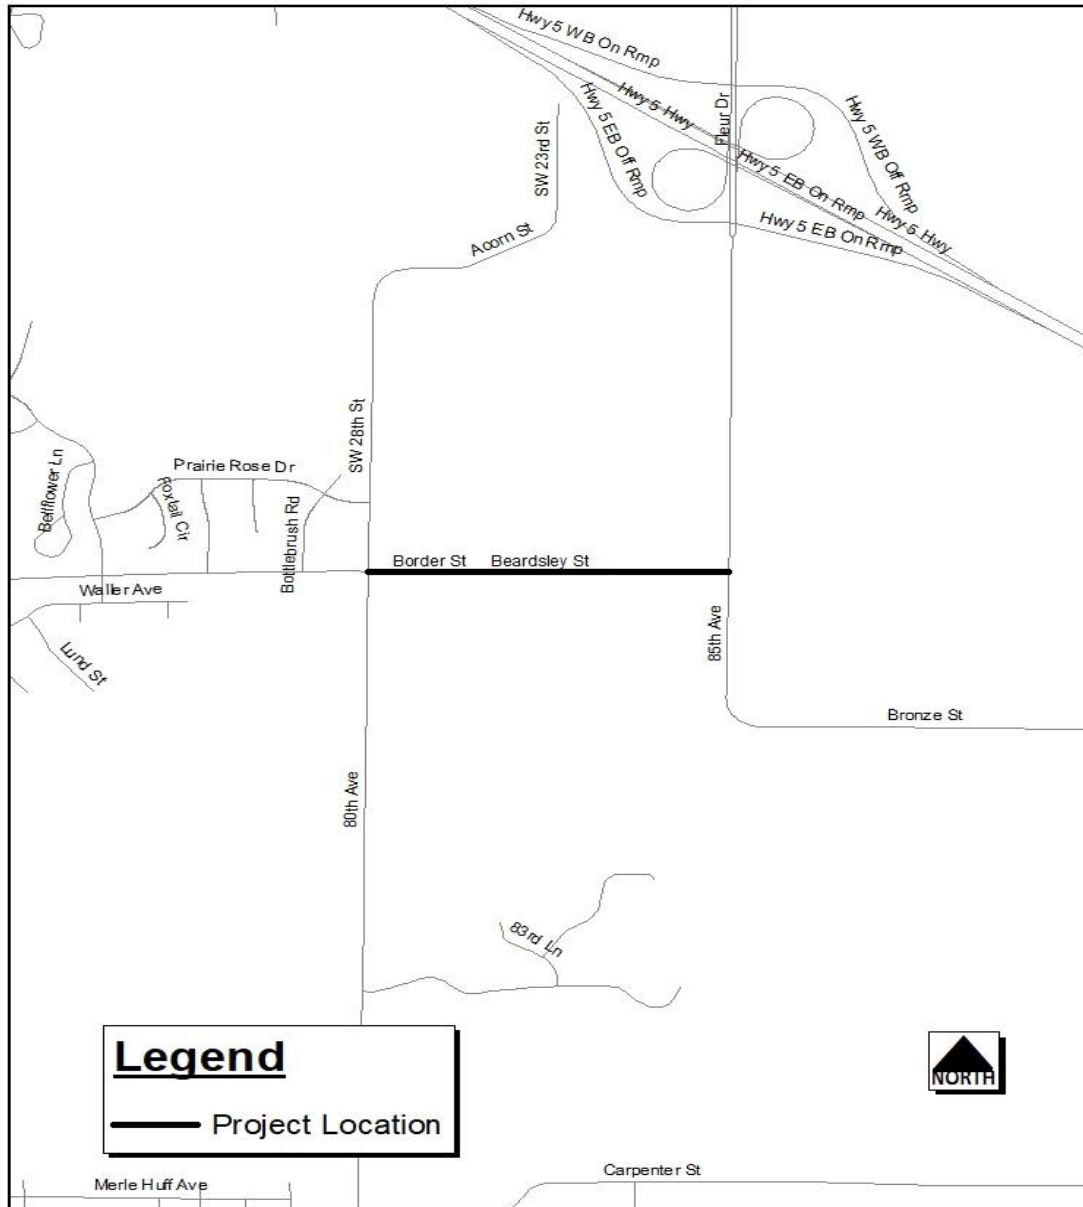 Hwy 5 WB On Rmp
Hwy 5 Hwy
Fleur Dr
Hwy 5 WB Off Rmp
Hwy 5 EB Off Rmp
SW 23rd St
Hwy 5 EB On Rmp
Hwy 5 Hwy
Hwy 5 EB On Rmp
Acorn St
SW 28th St
Bellflower Ln
Prairie Rose Dr
Foxtail Cir
Bottlebrush Rd
Border St
Beardsley St
Waller Ave
Lund St
85th Ave
Bronze St
80th Ave
83rd Ln
Legend
Project Location
NORTH
Merle Huff Ave
Carpenter St